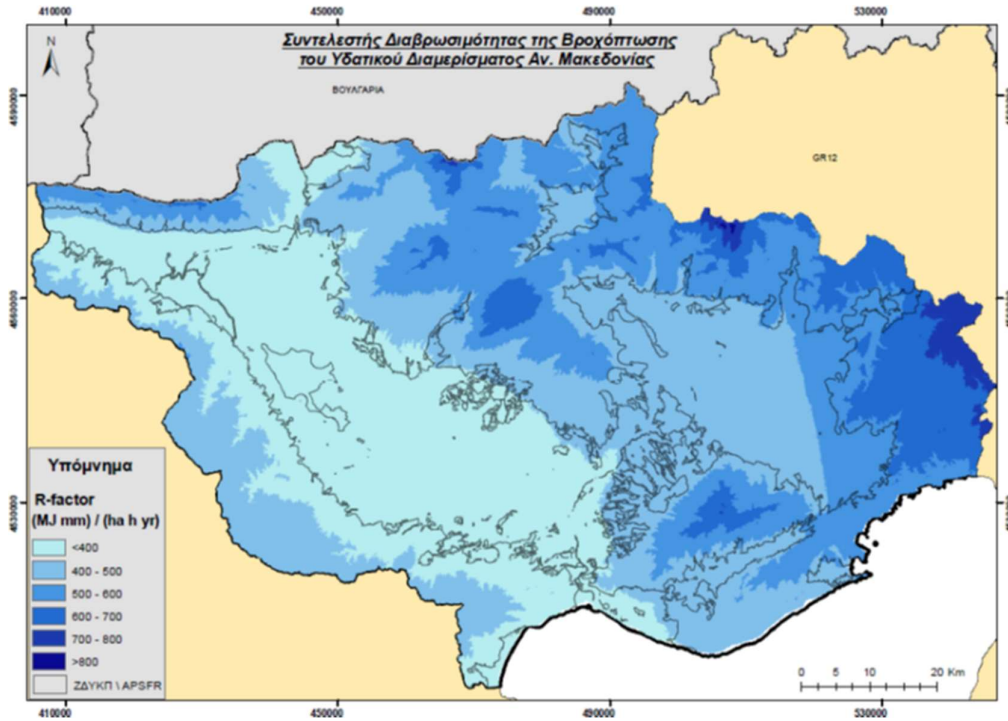 410000 450000 490000 530000
N
Συντελεστής Διαβρωσιμότητας της Βροχόπτωσης
του Υδατικού Διαμερίσματος Αν. Μακεδονίας
ΒΟΥΛΓΑΡΙΑ
4590000
GR12
4560000
Υπόμνημα
R-factor
(MJ mm) / (ha h yr)
<400
400 - 500
500 - 600
600 - 700
700 - 800
>800
ΖΔΥΚΠ \ APSFR
4530000
0 5 10 20 Km
410000 450000 490000 530000